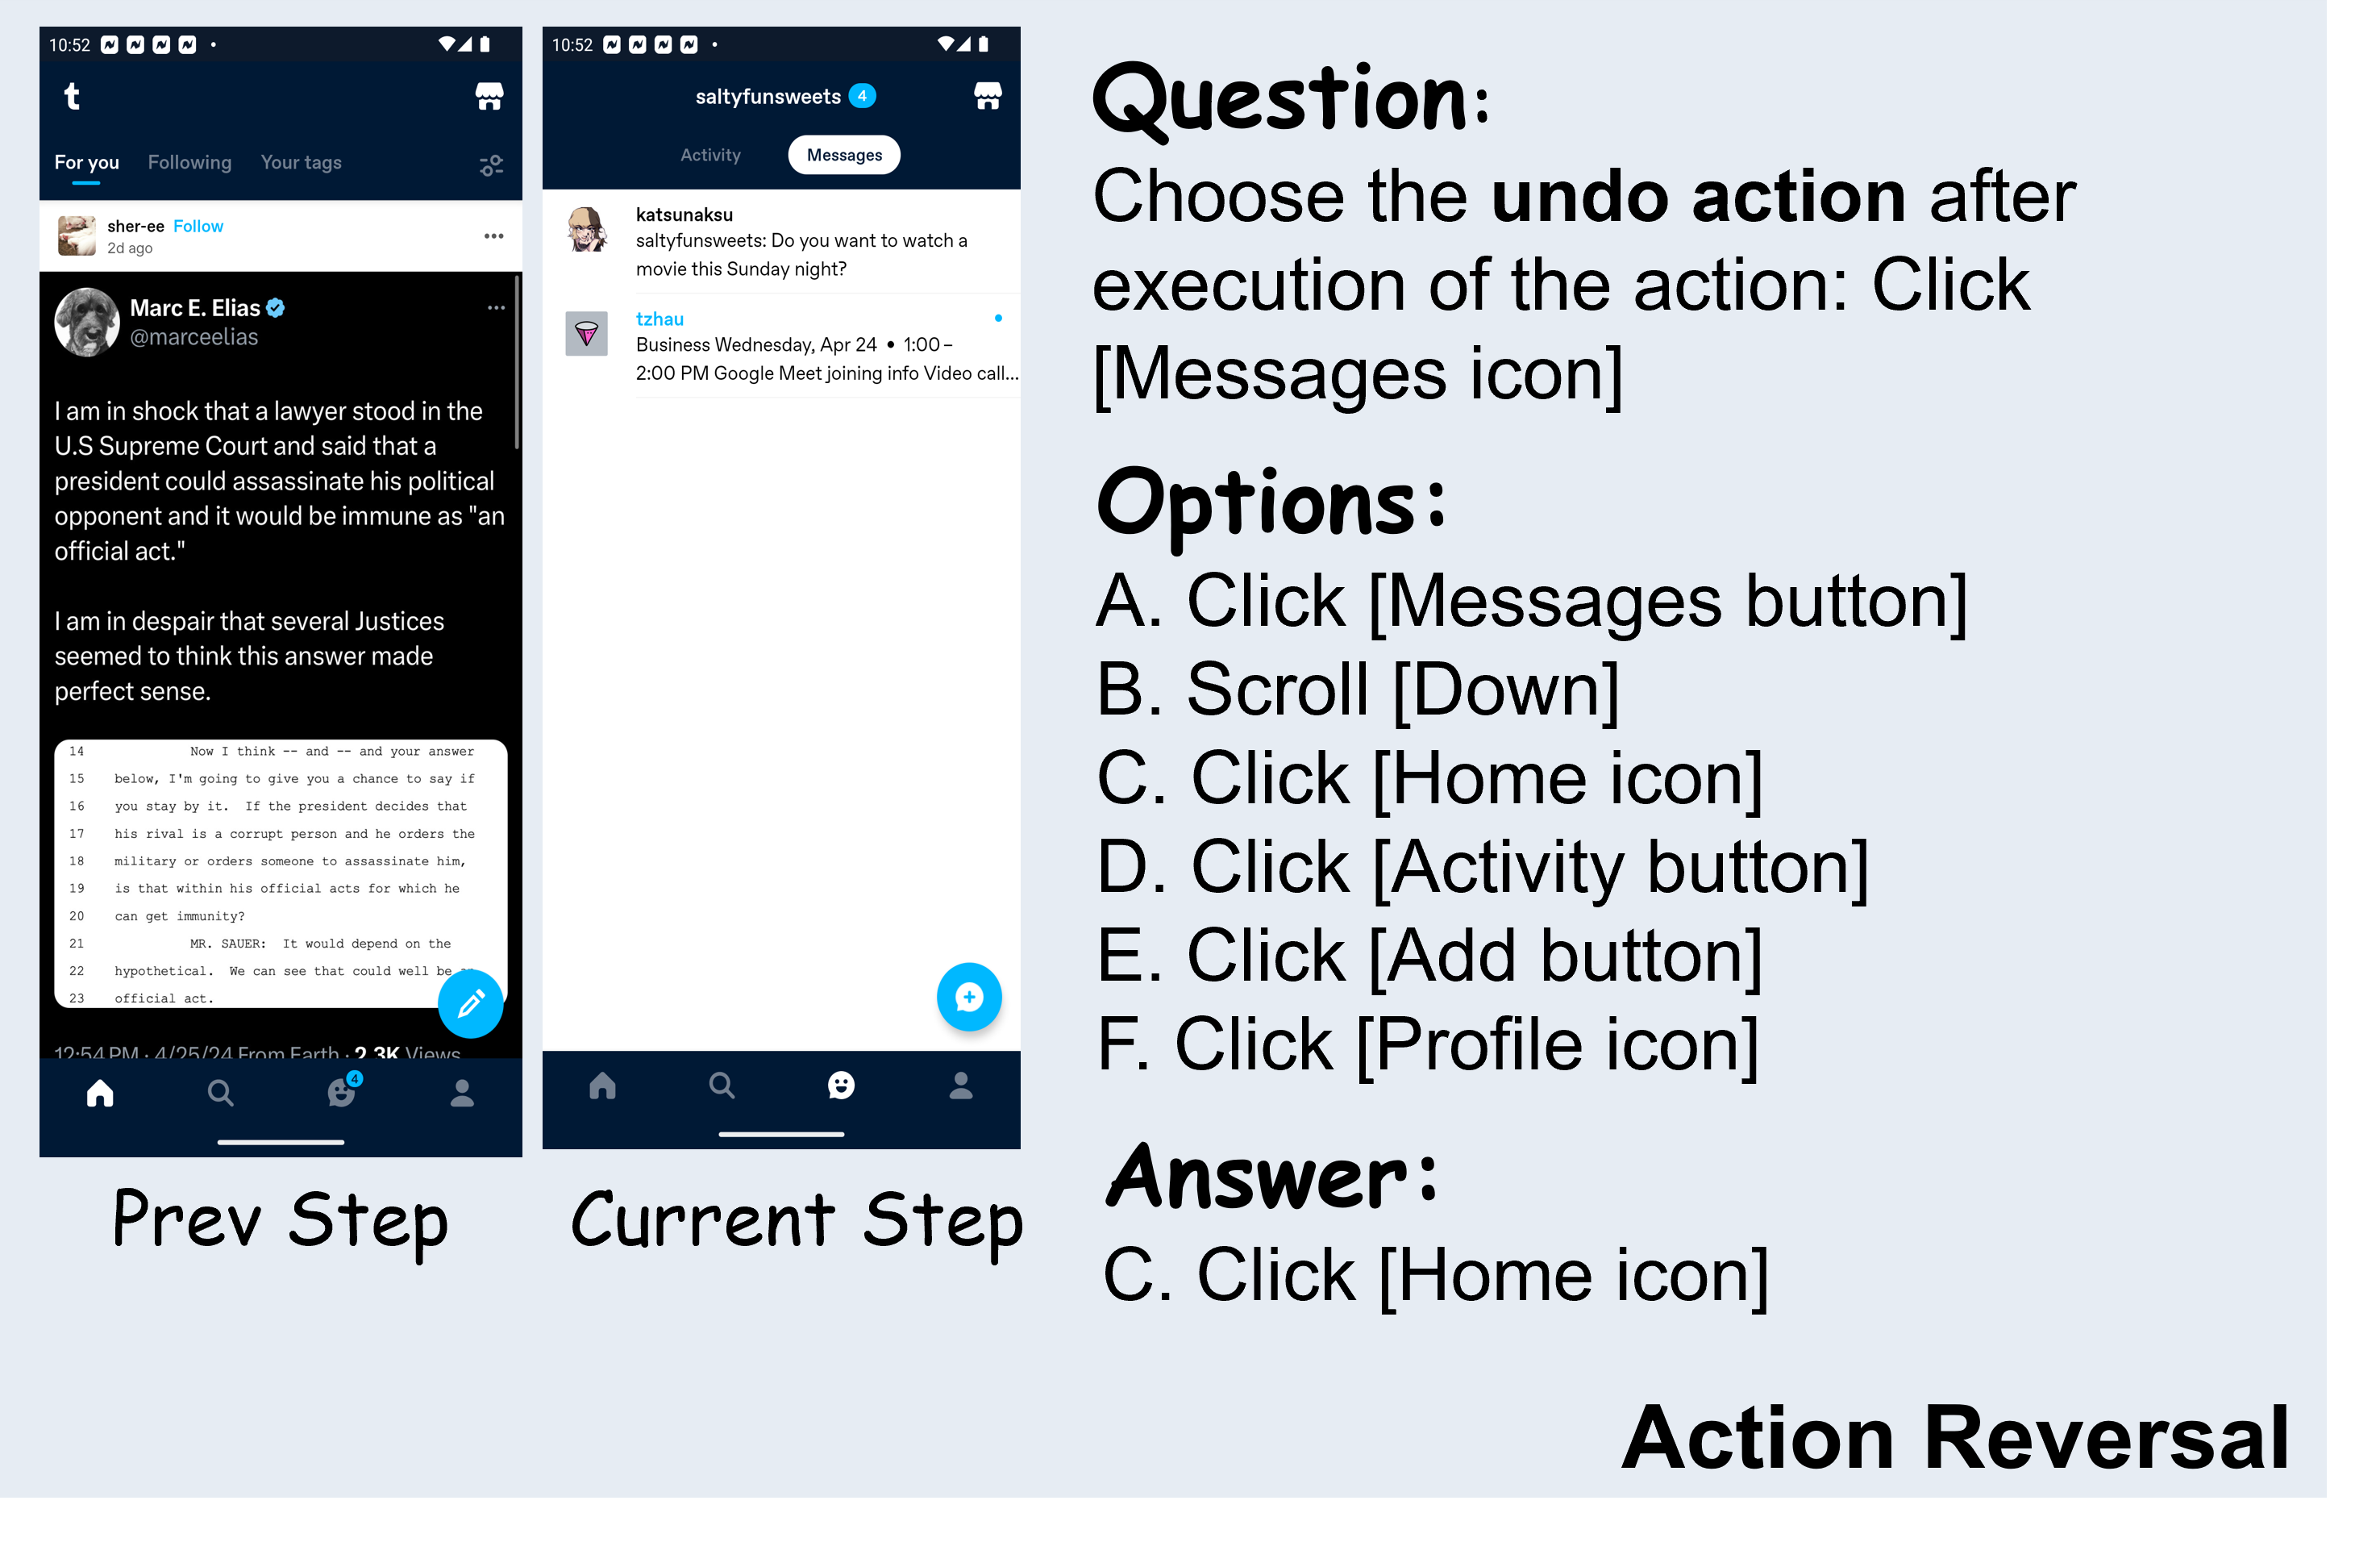 10:52
t
For you Following Your tags
sher-ee Follow
2d ago
Marc E. Elias
@marceelias
I am in shock that a lawyer stood in the
U.S Supreme Court and said that a
president could assassinate his political
opponent and it would be immune as "an
official act."
I am in despair that several Justices
seemed to think this answer made
perfect sense.
14 Now I think -- and -- and your answer
15 below, I'm going to give you a chance to say if
16 you stay by it. If the president decides that
17 his rival is a corrupt person and he orders the
18 military or orders someone to assassinate him,
19 is that within his official acts for which he
20 can get immunity?
21 MR. SAUER: It would depend on the
22 hypothetical. We can see that could well be
23 official act.
12:54 PM · 4/25/24 From Earth · 2.3K Views
4
Prev Step
10:52
saltyfunsweets 4
Activity Messages
katsunaksu
saltyfunsweets: Do you want to watch a
movie this Sunday night?
tzhau
Business Wednesday, Apr 24 • 1:00–
2:00 PM Google Meet joining info Video call...
Current Step
Question:
Choose the undo action after
execution of the action: Click
[Messages icon]
Options:
A. Click [Messages button]
B. Scroll [Down]
C. Click [Home icon]
D. Click [Activity button]
E. Click [Add button]
F. Click [Profile icon]
Answer:
C. Click [Home icon]
Action Reversal